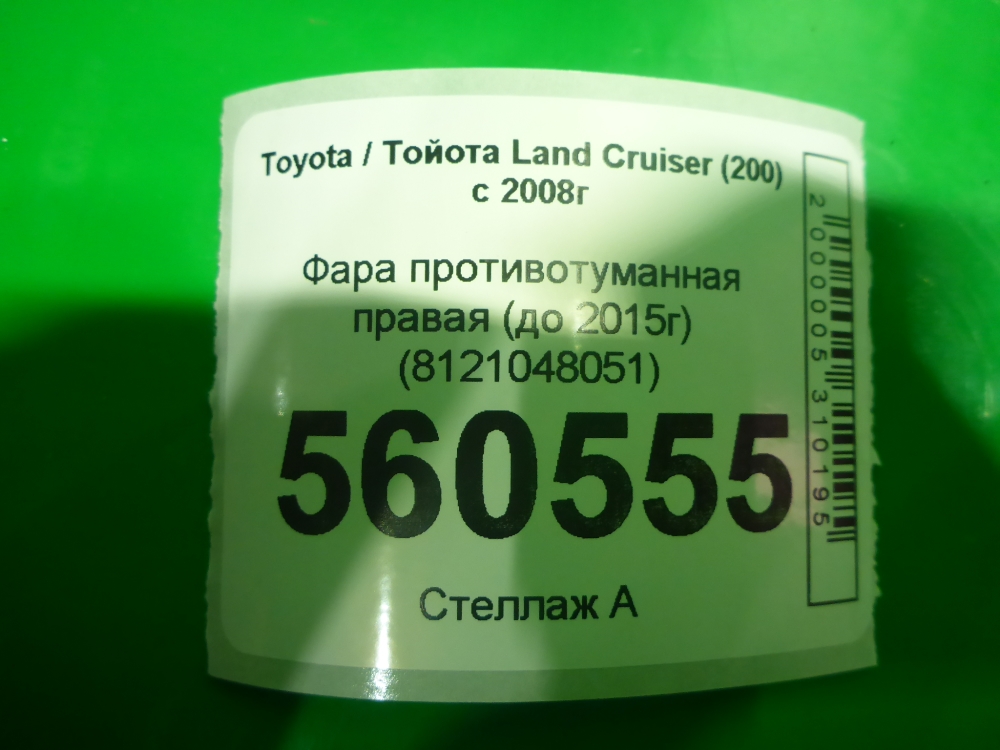 Toyota / Тойота Land Cruiser (200)
с 2008г
Фара противотуманная
правая (до 2015г)
(8121048051)
560555
Стеллаж А
2000005310195